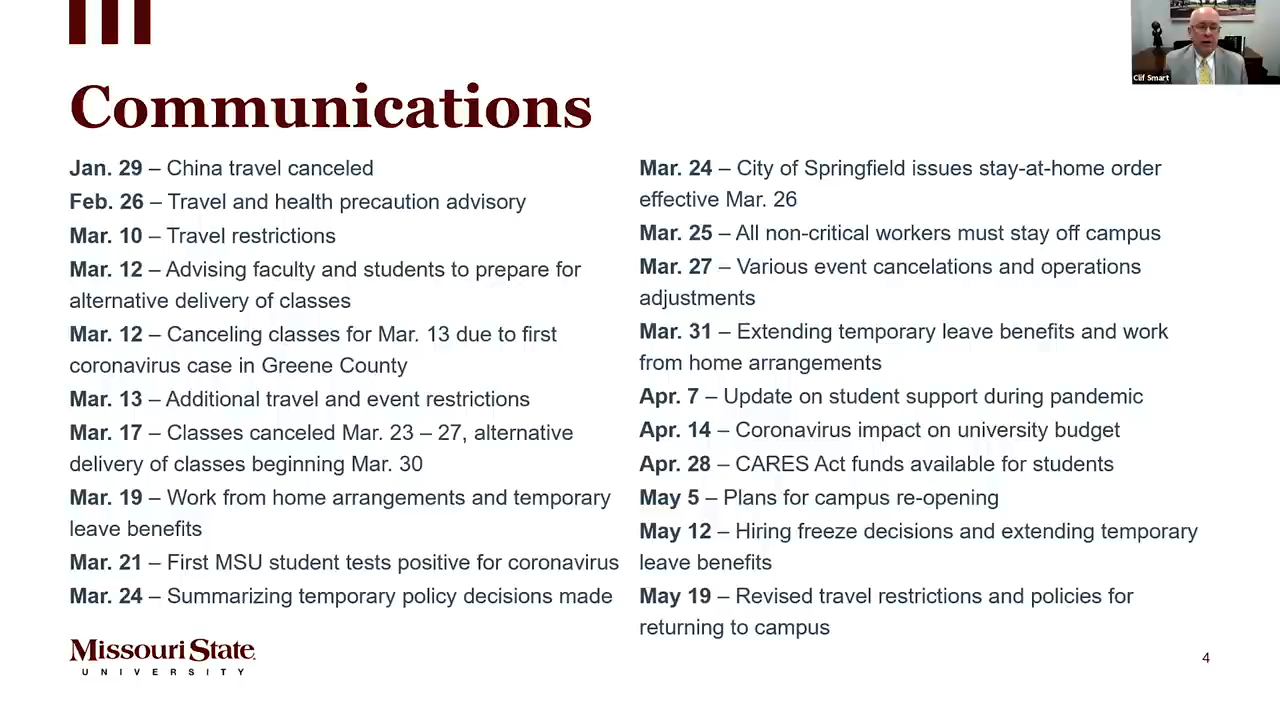 Communications
Jan. 29 – China travel canceled
Feb. 26 – Travel and health precaution advisory
Mar. 10 – Travel restrictions
Mar. 12 – Advising faculty and students to prepare for
alternative delivery of classes
Mar. 12 – Canceling classes for Mar. 13 due to first
coronavirus case in Greene County
Mar. 13 – Additional travel and event restrictions
Mar. 17 – Classes canceled Mar. 23 – 27, alternative
delivery of classes beginning Mar. 30
Mar. 19 – Work from home arrangements and temporary
leave benefits
Mar. 21 – First MSU student tests positive for coronavirus
Mar. 24 – Summarizing temporary policy decisions made
Mar. 24 – City of Springfield issues stay-at-home order
effective Mar. 26
Mar. 25 – All non-critical workers must stay off campus
Mar. 27 – Various event cancelations and operations
adjustments
Mar. 31 – Extending temporary leave benefits and work
from home arrangements
Apr. 7 – Update on student support during pandemic
Apr. 14 – Coronavirus impact on university budget
Apr. 28 – CARES Act funds available for students
May 5 – Plans for campus re-opening
May 12 – Hiring freeze decisions and extending temporary
leave benefits
May 19 – Revised travel restrictions and policies for
returning to campus
Missouri State
UNIVERSITY
4
Clif Smart